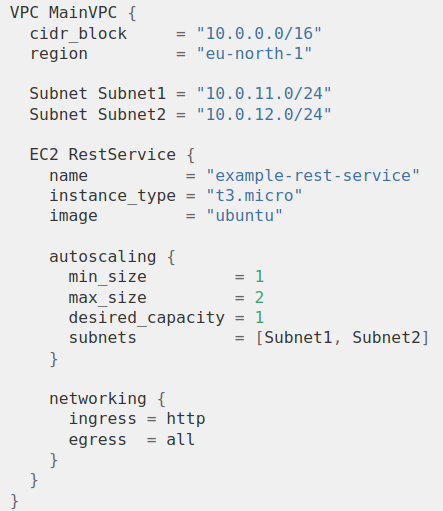 VPC MainVPC {
  cidr_block     = "10.0.0.0/16"
  region         = "eu-north-1"

  Subnet Subnet1 = "10.0.11.0/24"
  Subnet Subnet2 = "10.0.12.0/24"

  EC2 RestService {
    name          = "example-rest-service"
    instance_type = "t3.micro"
    image         = "ubuntu"

    autoscaling {
      min_size         = 1
      max_size         = 2
      desired_capacity = 1
      subnets          = [Subnet1, Subnet2]
    }

    networking {
      ingress = http
      egress  = all
    }
  }
}